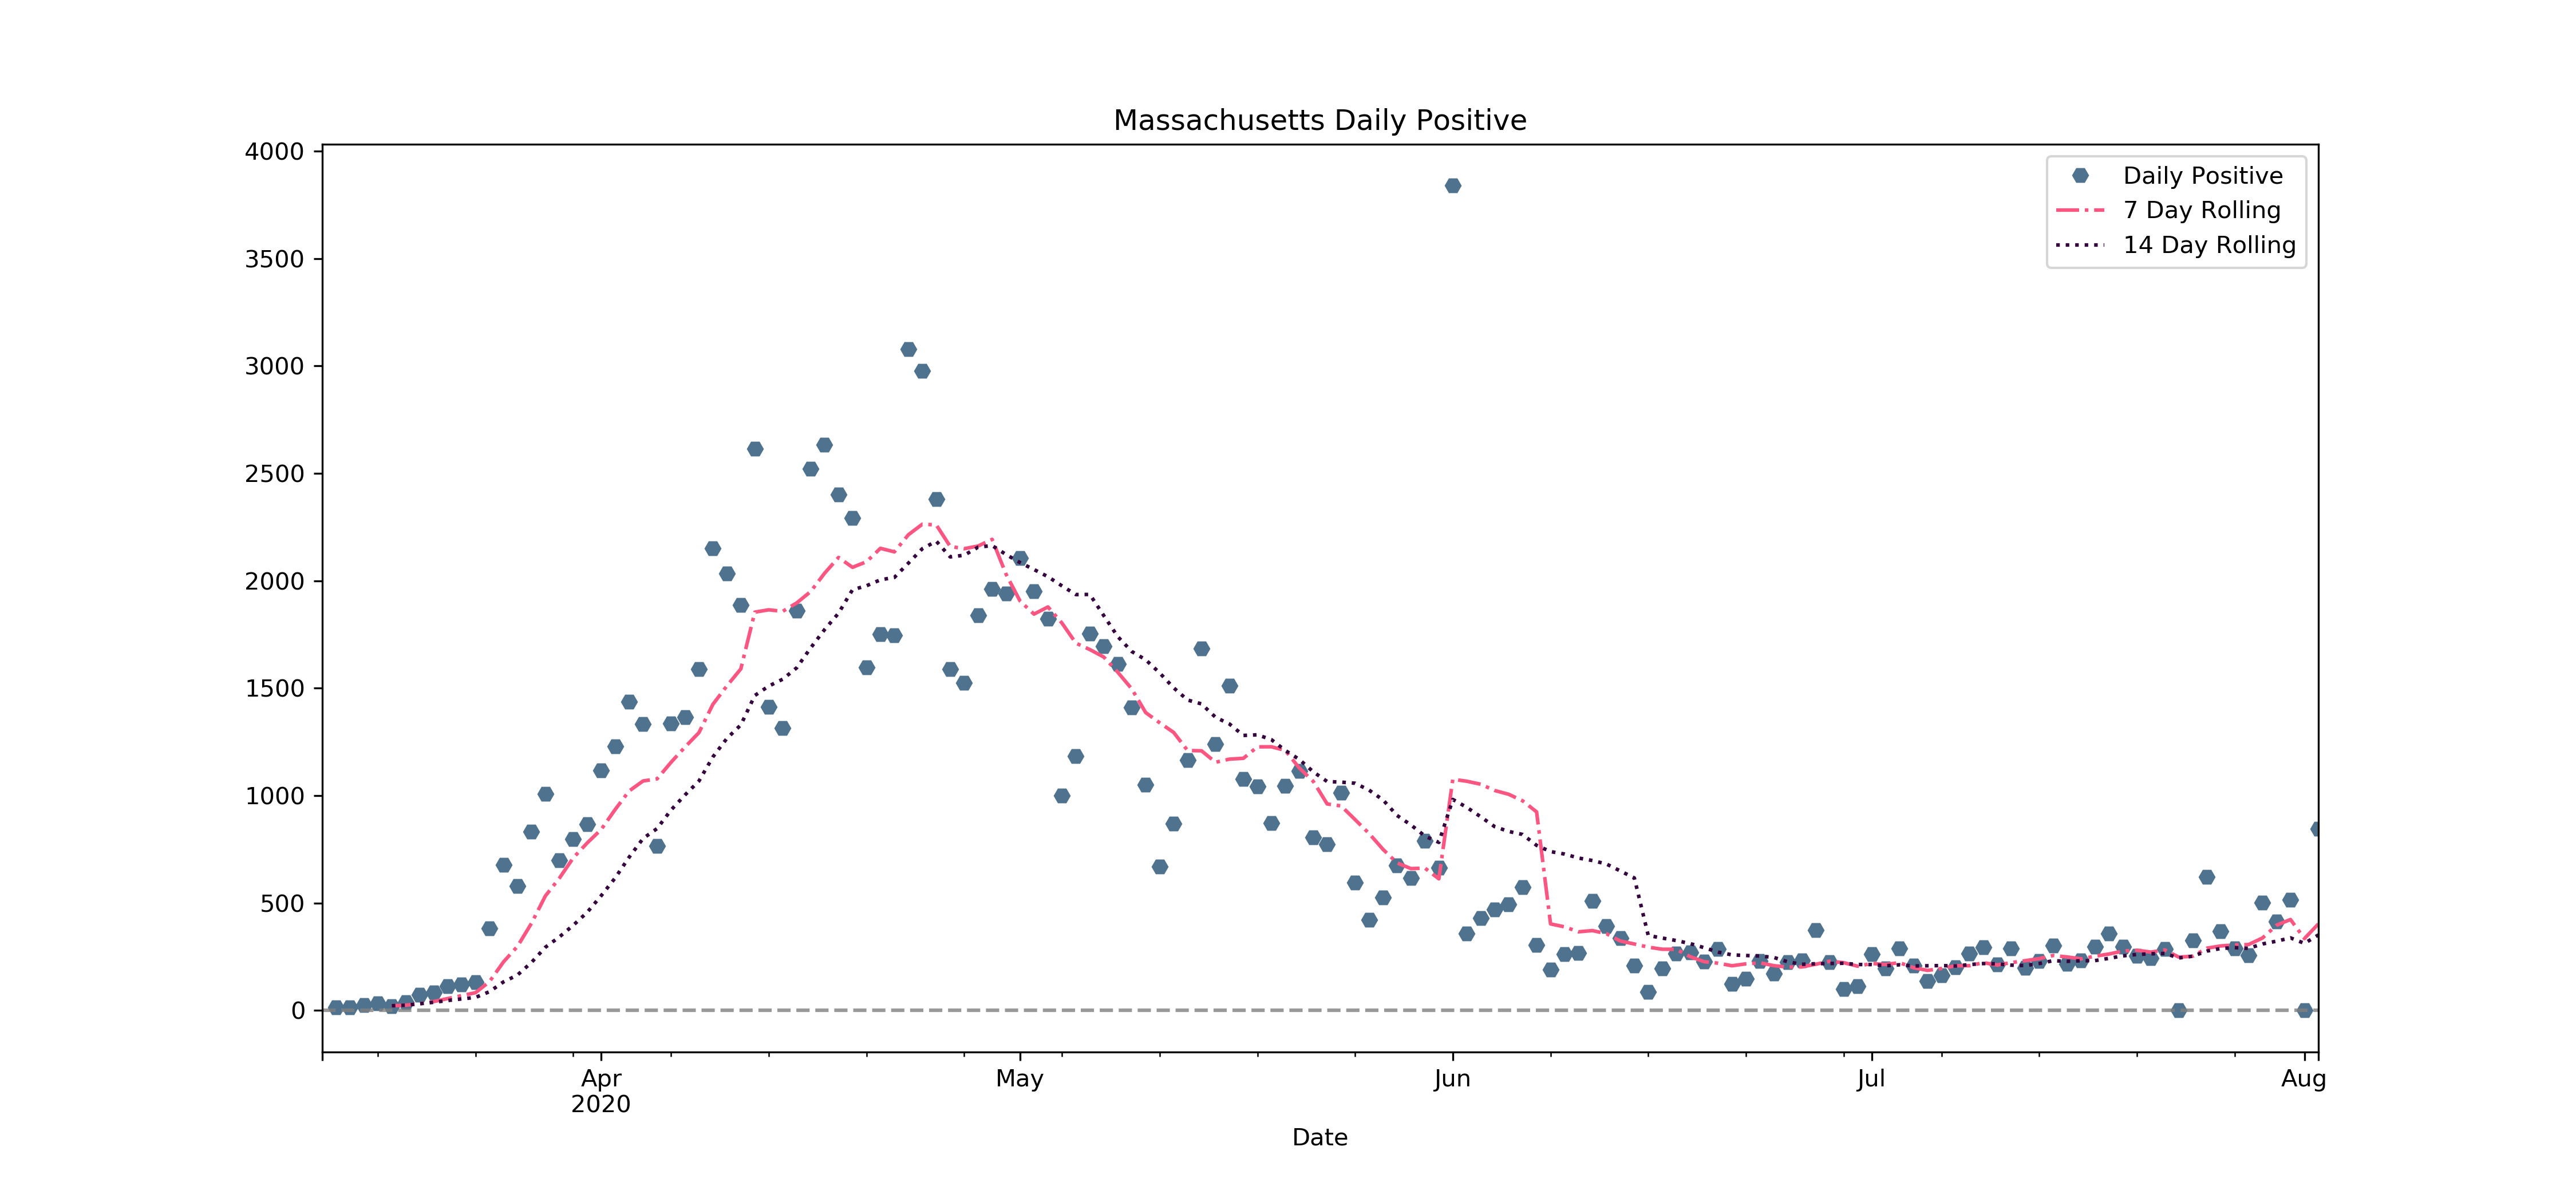 Massachusetts Daily Positive
4000
3500
3000
2500
2000
1500
1000
500
0
Daily Positive
7 Day Rolling
14 Day Rolling
Apr
2020
May
Jun
Jul
Aug
Date